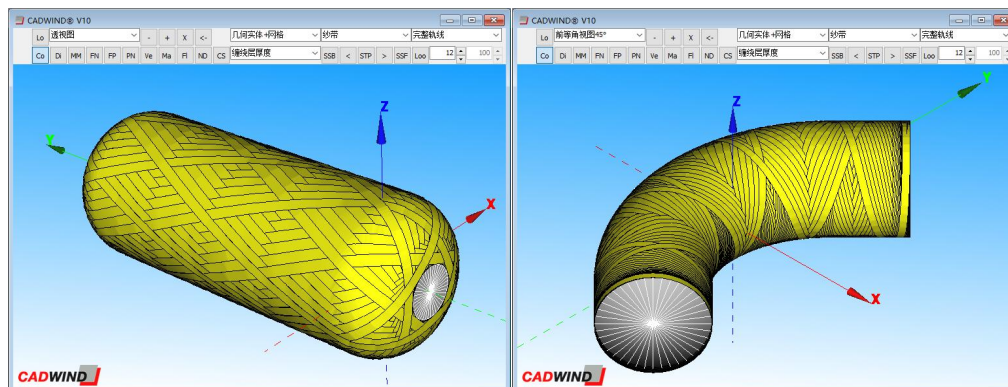 CADWIND® V10
Lo 透视图 - + X <- 几何实体+网格 纱带 完整轨线
Co Di MM FN FP PN Ve Ma Fi ND CS 缠绕层厚度 SSB < STP > SSF Loo 12 100
Z
Y
X
CADWIND
CADWIND® V10
Lo 前等角视图45° - + X <- 几何实体+网格 纱带 完整轨线
Co Di MM FN FP PN Ve Ma Fi ND CS 缠绕层厚度 SSB < STP > SSF Loo 12 100
Y
Z
X
CADWIND